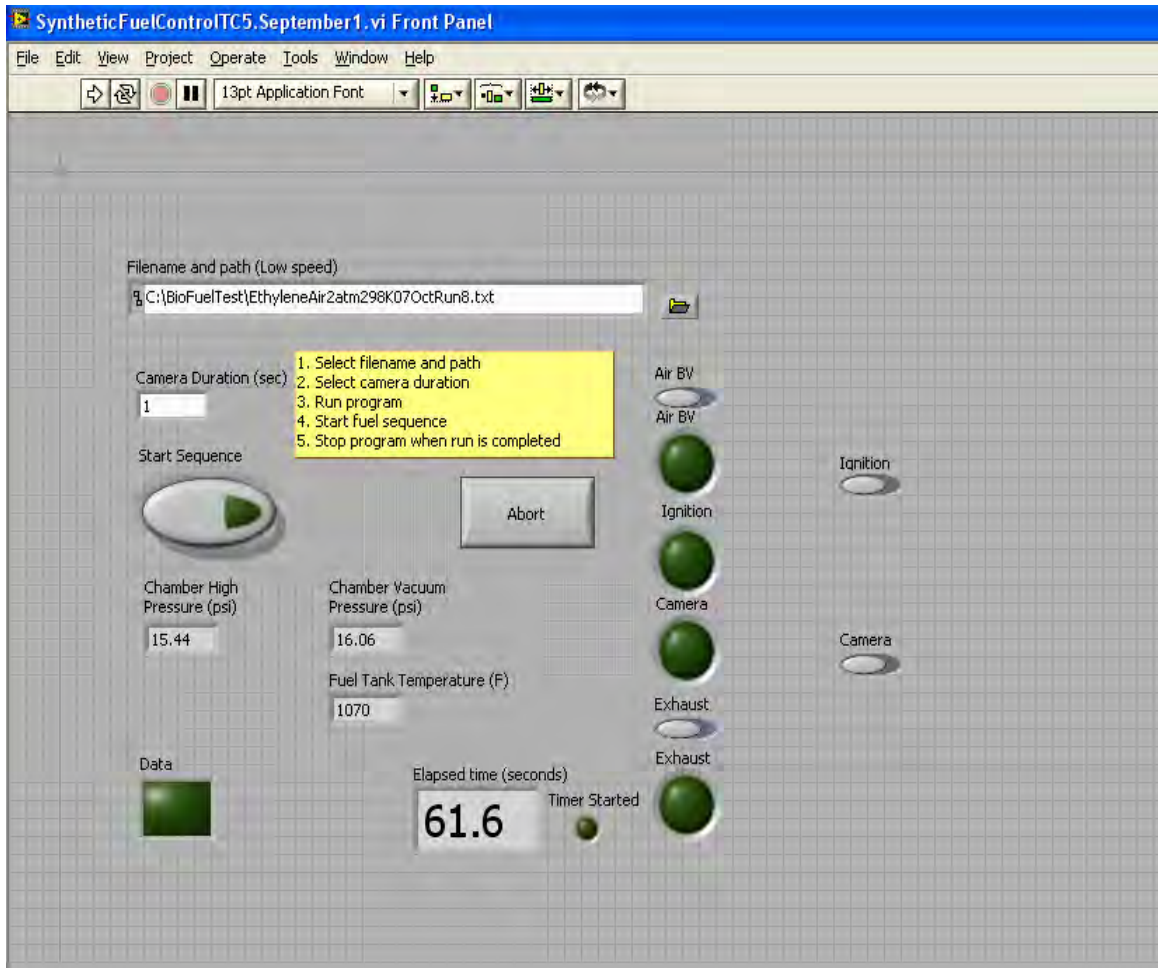 SyntheticFuelControlTC5.September1.vi Front Panel
File Edit View Project Operate Tools Window Help
13pt Application Font
Filename and path (Low speed)
C:\BioFuelTest\EthyleneAir2atm298K07OctRun8.txt
Camera Duration (sec)
1
1. Select filename and path
2. Select camera duration
3. Run program
4. Start fuel sequence
5. Stop program when run is completed
Air BV
Air BV
Start Sequence
Ignition
Abort
Ignition
Chamber High
Pressure (psi)
15.44
Chamber Vacuum
Pressure (psi)
16.06
Camera
Camera
Fuel Tank Temperature (F)
1070
Exhaust
Exhaust
Data
Elapsed time (seconds)
61.6
Timer Started